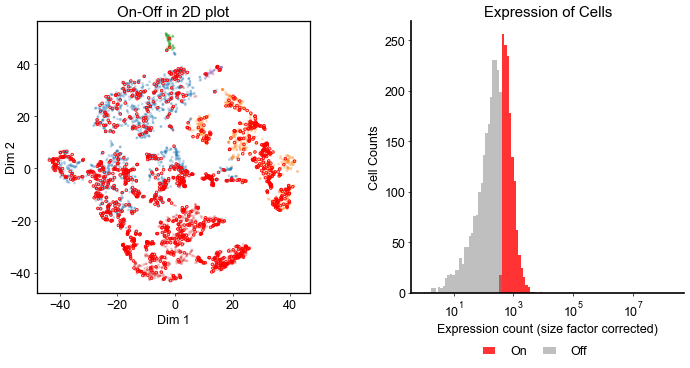 On-Off in 2D plot
40
20
0
−20
−40
Dim 2
−40 −20 0 20 40
Dim 1
Expression of Cells
250
200
150
100
50
0
Cell Counts
10^1 10^3 10^5 10^7
Expression count (size factor corrected)
On Off